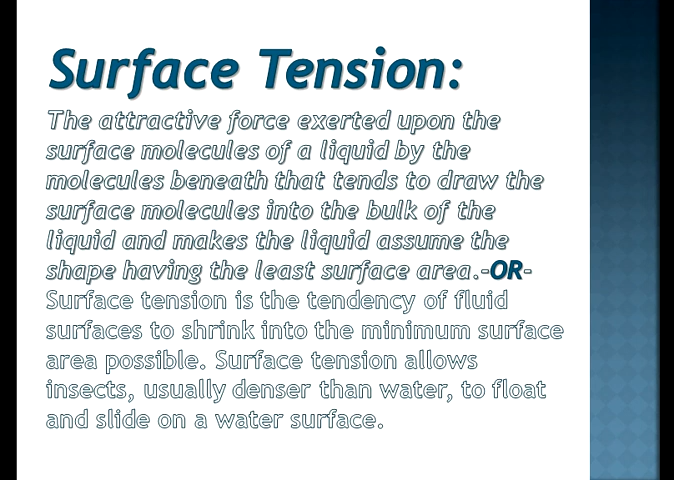 Surface Tension:
The attractive force exerted upon the
surface molecules of a liquid by the
molecules beneath that tends to draw the
surface molecules into the bulk of the
liquid and makes the liquid assume the
shape having the least surface area.-OR-
Surface tension is the tendency of fluid
surfaces to shrink into the minimum surface
area possible. Surface tension allows
insects, usually denser than water, to float
and slide on a water surface.